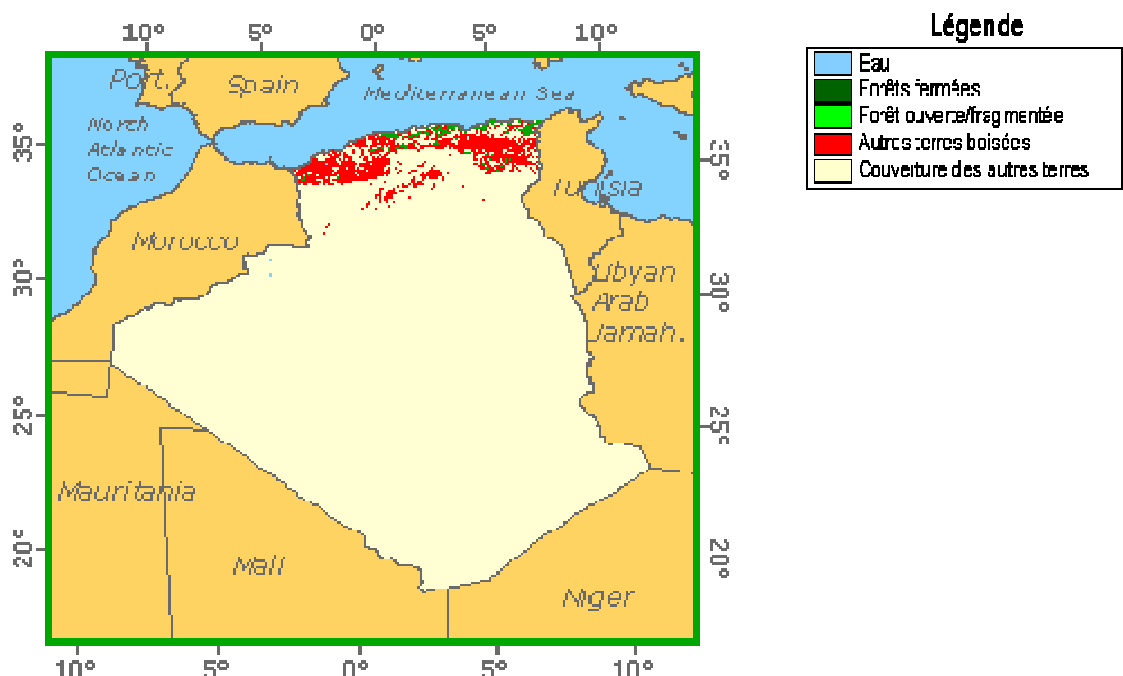 10° 5° 0° 5° 10°
Légende
Eau
Forêts fermées
Forêt ouverte/fragmentée
Autres terres boisées
Couverture des autres terres
Port.
Spain
Mediterranean Sea
North
Atlantic
Ocean
35°
35°
Tunisia
Morocco
30°
30°
Libyan
Arab
Jamah.
25°
25°
Mauritania
20°
20°
Mali
Niger
10° 5° 0° 5° 10°